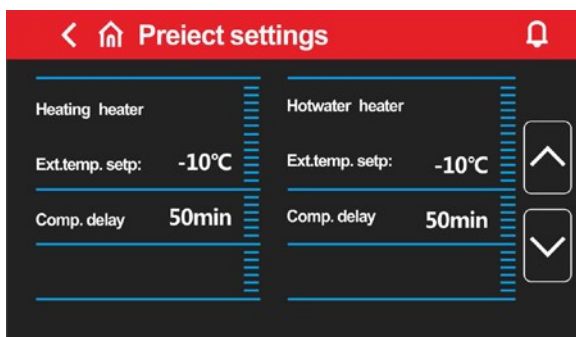 Preiect settings
Heating heater
Ext.temp. setp: -10℃
Comp. delay 50min
Hotwater heater
Ext.temp. setp: -10℃
Comp. delay 50min